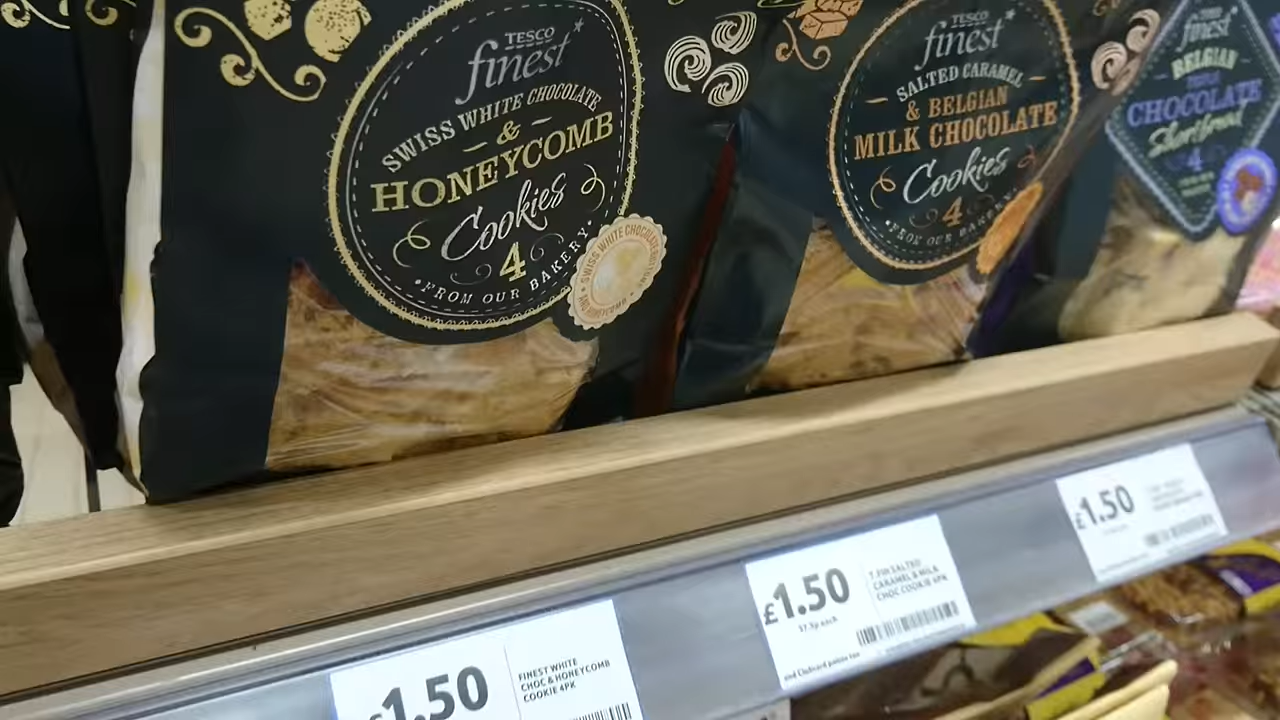 TESCO
finest*
SWISS WHITE CHOCOLATE
&
HONEYCOMB
Cookies
4
•FROM OUR BAKERY•
SWISS WHITE CHOCOLATE
AND HONEYCOMB
TESCO
finest*
SALTED CARAMEL
& BELGIAN
MILK CHOCOLATE
Cookies
4
•FROM OUR BAKERY
finest*
BELGIAN
CHOCOLATE
Shortbread
4
£1.50
FINEST WHITE
CHOC & HONEYCOMB
COOKIE 4PK
£1.50
37.5p each
T.FIN SALTED
CARAMEL & MILK
CHOC COOKIE 4PK
£1.50